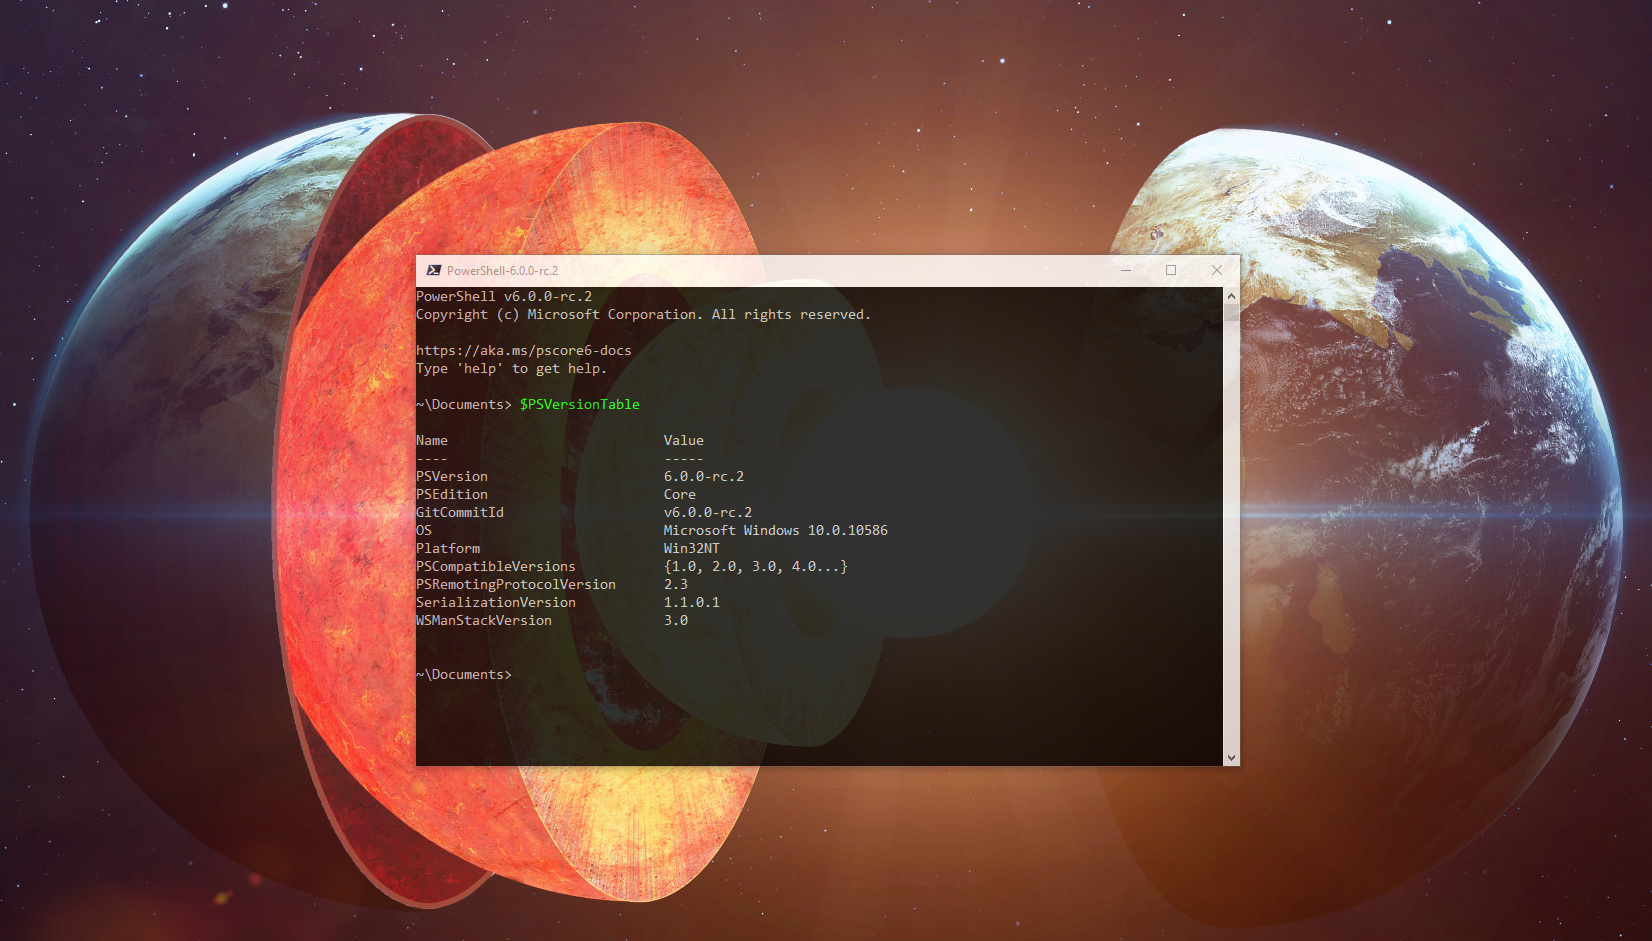 PowerShell-6.0.0-rc.2
PowerShell v6.0.0-rc.2
Copyright (c) Microsoft Corporation. All rights reserved.
https://aka.ms/pscore6-docs
Type 'help' to get help.
~\Documents> $PSVersionTable
Name                           Value
----                           -----
PSVersion                      6.0.0-rc.2
PSEdition                      Core
GitCommitId                    v6.0.0-rc.2
OS                             Microsoft Windows 10.0.10586
Platform                       Win32NT
PSCompatibleVersions           {1.0, 2.0, 3.0, 4.0...}
PSRemotingProtocolVersion      2.3
SerializationVersion           1.1.0.1
WSManStackVersion              3.0
~\Documents>